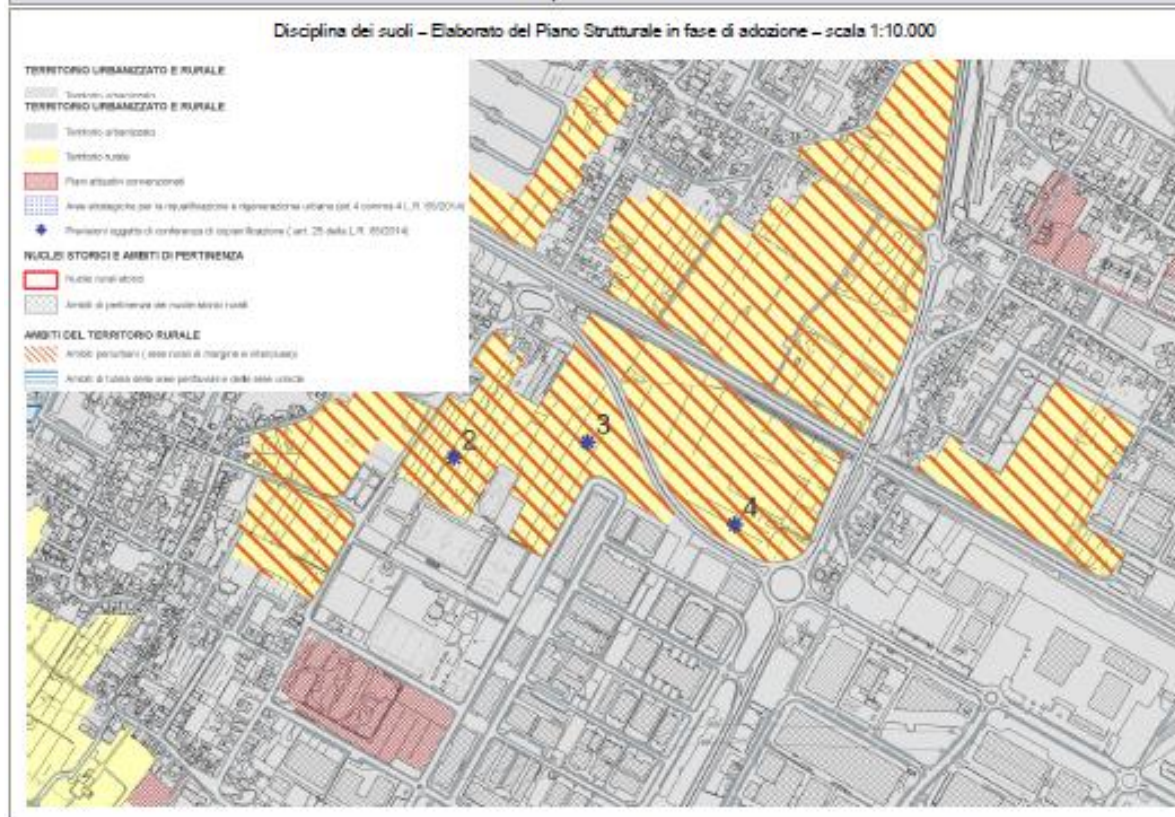 Disciplina dei suoli – Elaborato del Piano Strutturale in fase di adozione – scala 1:10.000
TERRITORIO URBANIZZATO E RURALE
Territorio urbanizzato
TERRITORIO URBANIZZATO E RURALE
Territorio urbanizzato
Territorio rurale
Piani attuativi convenzionati
Aree strategiche per la riqualificazione e rigenerazione urbana (art. 4 comma 4 L.R. 65/2014)
Previsioni oggetto di conferenza di copianificazione ( art. 25 della L.R. 65/2014)
NUCLEI STORICI E AMBITI DI PERTINENZA
Nuclei rurali storici
Ambiti di pertinenza dei nuclei storici rurali
AMBITI DEL TERRITORIO RURALE
Ambiti periurbani ( aree rurali di margine e intercluse)
Ambiti di tutela delle aree perifluviali e delle aree umide
2
3
4